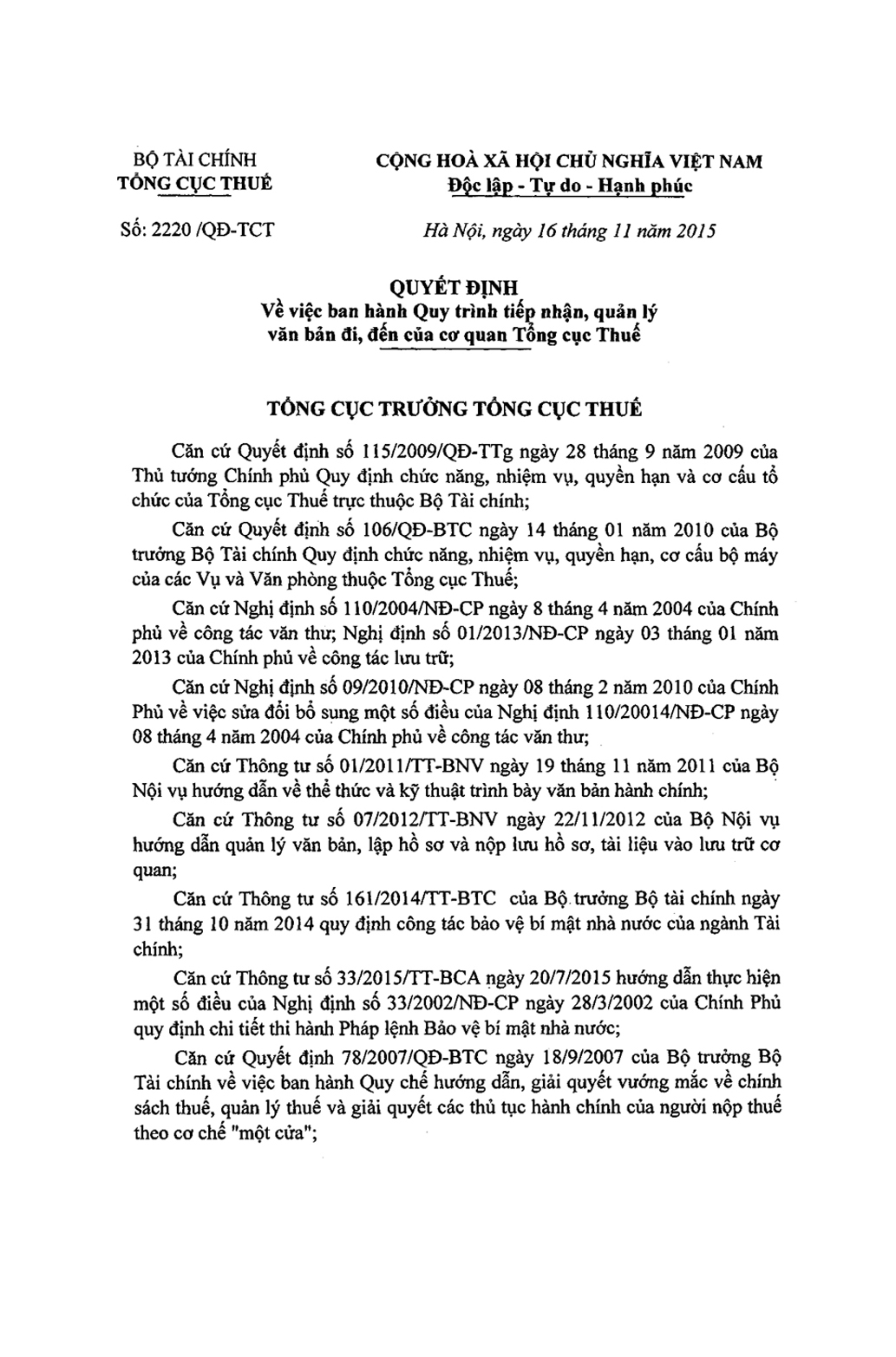 BỘ TÀI CHÍNH
TỔNG CỤC THUẾ
CỘNG HOÀ XÃ HỘI CHỦ NGHĨA VIỆT NAM
Độc lập - Tự do - Hạnh phúc
Số: 2220 /QĐ-TCT
Hà Nội, ngày 16 tháng 11 năm 2015
QUYẾT ĐỊNH
Về việc ban hành Quy trình tiếp nhận, quản lý
văn bản đi, đến của cơ quan Tổng cục Thuế
TỔNG CỤC TRƯỞNG TỔNG CỤC THUẾ
Căn cứ Quyết định số 115/2009/QĐ-TTg ngày 28 tháng 9 năm 2009 của
Thủ tướng Chính phủ Quy định chức năng, nhiệm vụ, quyền hạn và cơ cấu tổ
chức của Tổng cục Thuế trực thuộc Bộ Tài chính;
Căn cứ Quyết định số 106/QĐ-BTC ngày 14 tháng 01 năm 2010 của Bộ
trưởng Bộ Tài chính Quy định chức năng, nhiệm vụ, quyền hạn, cơ cấu bộ máy
của các Vụ và Văn phòng thuộc Tổng cục Thuế;
Căn cứ Nghị định số 110/2004/NĐ-CP ngày 8 tháng 4 năm 2004 của Chính
phủ về công tác văn thư; Nghị định số 01/2013/NĐ-CP ngày 03 tháng 01 năm
2013 của Chính phủ về công tác lưu trữ;
Căn cứ Nghị định số 09/2010/NĐ-CP ngày 08 tháng 2 năm 2010 của Chính
Phủ về việc sửa đổi bổ sung một số điều của Nghị định 110/20014/NĐ-CP ngày
08 tháng 4 năm 2004 của Chính phủ về công tác văn thư;
Căn cứ Thông tư số 01/2011/TT-BNV ngày 19 tháng 11 năm 2011 của Bộ
Nội vụ hướng dẫn về thể thức và kỹ thuật trình bày văn bản hành chính;
Căn cứ Thông tư số 07/2012/TT-BNV ngày 22/11/2012 của Bộ Nội vụ
hướng dẫn quản lý văn bản, lập hồ sơ và nộp lưu hồ sơ, tài liệu vào lưu trữ cơ
quan;
Căn cứ Thông tư số 161/2014/TT-BTC của Bộ trưởng Bộ tài chính ngày
31 tháng 10 năm 2014 quy định công tác bảo vệ bí mật nhà nước của ngành Tài
chính;
Căn cứ Thông tư số 33/2015/TT-BCA ngày 20/7/2015 hướng dẫn thực hiện
một số điều của Nghị định số 33/2002/NĐ-CP ngày 28/3/2002 của Chính Phủ
quy định chi tiết thi hành Pháp lệnh Bảo vệ bí mật nhà nước;
Căn cứ Quyết định 78/2007/QĐ-BTC ngày 18/9/2007 của Bộ trưởng Bộ
Tài chính về việc ban hành Quy chế hướng dẫn, giải quyết vướng mắc về chính
sách thuế, quản lý thuế và giải quyết các thủ tục hành chính của người nộp thuế
theo cơ chế "một cửa";